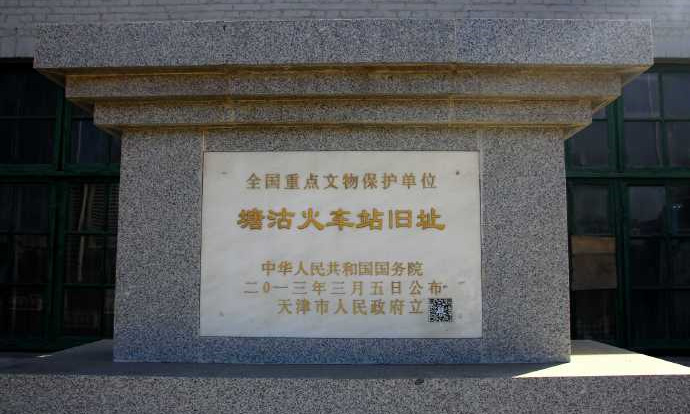 全国重点文物保护单位
塘沽火车站旧址
中华人民共和国国务院
二〇一三年三月五日公布
天津市人民政府立